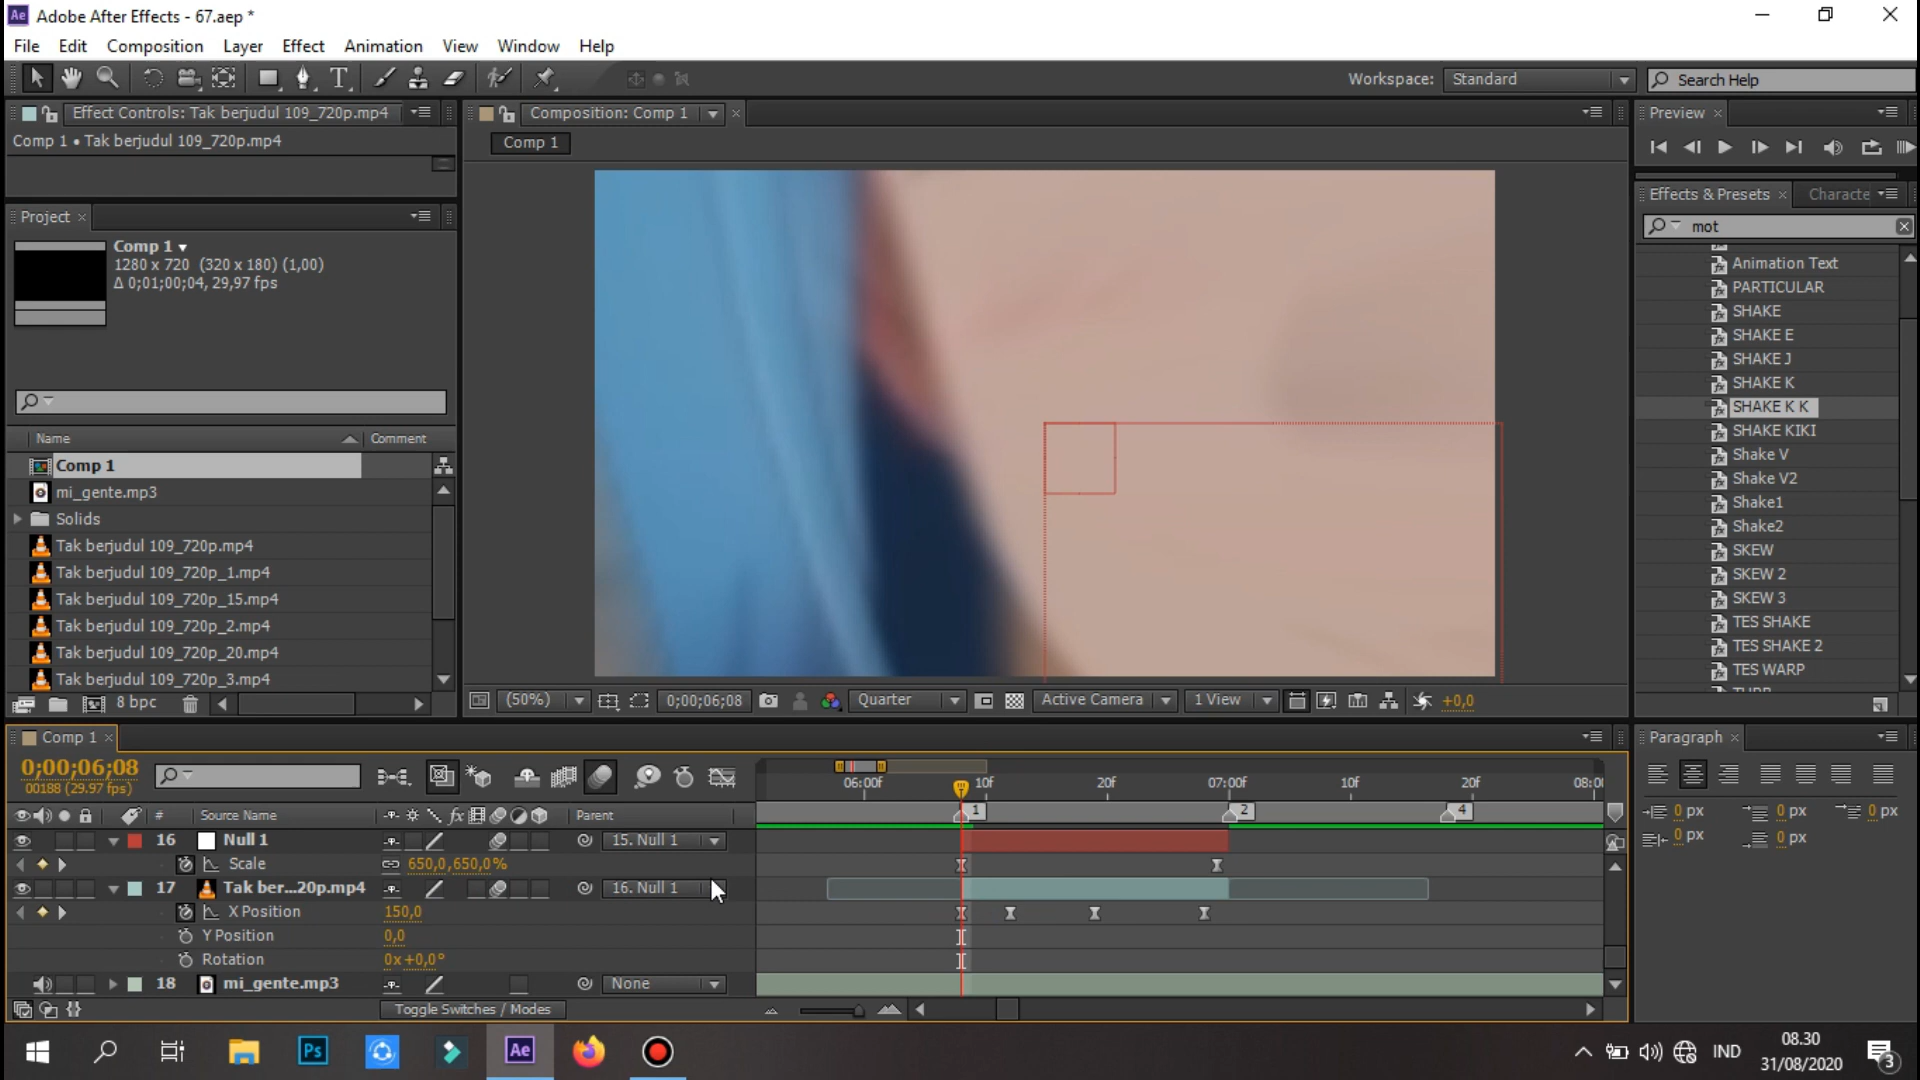 Ae Adobe After Effects - 67.aep *
File Edit Composition Layer Effect Animation View Window Help
Workspace: Standard Search Help
Effect Controls: Tak berjudul 109_720p.mp4
Comp 1 • Tak berjudul 109_720p.mp4
Project
Comp 1
1280 x 720 (320 x 180) (1,00)
Δ 0;01;00;04, 29,97 fps
Name Comment
Comp 1
mi_gente.mp3
Solids
Tak berjudul 109_720p.mp4
Tak berjudul 109_720p_1.mp4
Tak berjudul 109_720p_15.mp4
Tak berjudul 109_720p_2.mp4
Tak berjudul 109_720p_20.mp4
Tak berjudul 109_720p_3.mp4
8 bpc
Composition: Comp 1
Comp 1
(50%) 0;00;06;08 Quarter Active Camera 1 View +0,0
Preview
Effects & Presets Characte
mot
Animation Text
PARTICULAR
SHAKE
SHAKE E
SHAKE J
SHAKE K
SHAKE K K
SHAKE KIKI
Shake V
Shake V2
Shake1
Shake2
SKEW
SKEW 2
SKEW 3
TES SHAKE
TES SHAKE 2
TES WARP
Paragraph
0 px 0 px 0 px
0 px 0 px
Comp 1
0;00;06;08
00188 (29.97 fps)
06:00f 10f 20f 07:00f 10f 20f 08:0
1 2 4
# Source Name fx Parent
16 Null 1 15. Null 1
Scale 650,0,650,0%
17 Tak ber...20p.mp4 16. Null 1
X Position 150,0
Y Position 0,0
Rotation 0x+0,0°
18 mi_gente.mp3 None
Toggle Switches / Modes
Ps Ae IND 08.30
31/08/2020 3